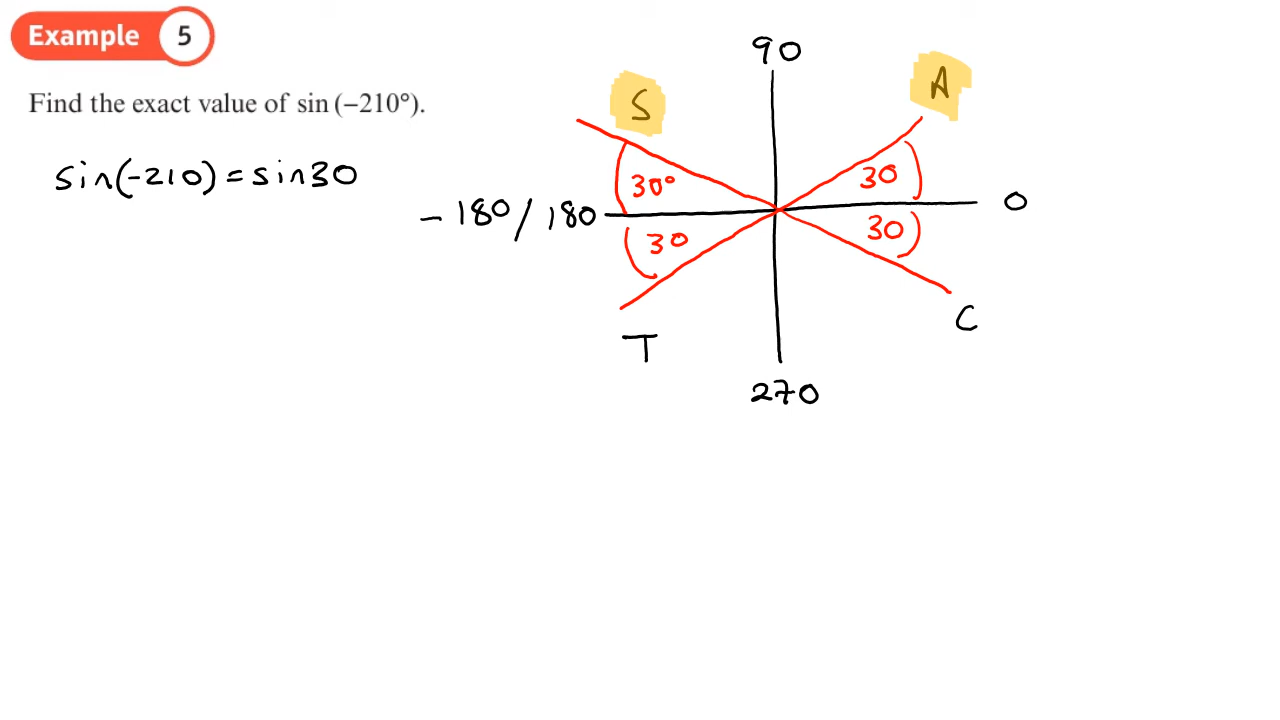 Example 5
Find the exact value of sin (−210°).
sin(-210) = sin30
90
S
A
30°
30
-180/180
0
30
30
T
C
270